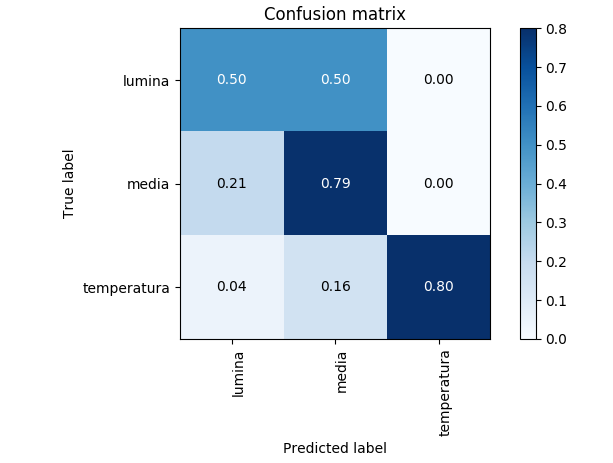 Confusion matrix
True label
lumina 0.50 0.50 0.00
media 0.21 0.79 0.00
temperatura 0.04 0.16 0.80
lumina media temperatura
Predicted label
0.8
0.7
0.6
0.5
0.4
0.3
0.2
0.1
0.0